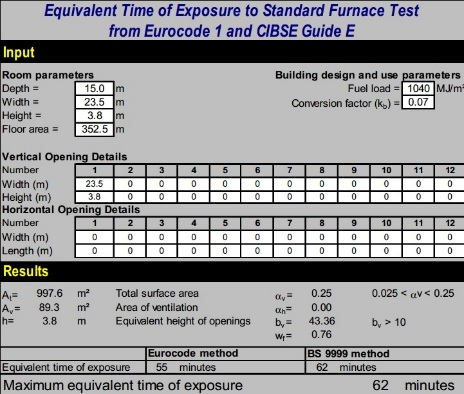 Equivalent Time of Exposure to Standard Furnace Test
from Eurocode 1 and CIBSE Guide E
Input
Room parameters Building design and use parameters
Depth = 15.0 m Fuel load = 1040 MJ/m²
Width = 23.5 m Conversion factor (kb) = 0.07
Height = 3.8 m
Floor area = 352.5 m
Vertical Opening Details
Number 1 2 3 4 5 6 7 8 9 10 11 12
Width (m) 23.5 0 0 0 0 0 0 0 0 0 0 0
Height (m) 3.8 0 0 0 0 0 0 0 0 0 0 0
Horizontal Opening Details
Number 1 2 3 4 5 6 7 8 9 10 11 12
Width (m) 0 0 0 0 0 0 0 0 0 0 0 0
Length (m) 0 0 0 0 0 0 0 0 0 0 0 0
Results
At= 997.6 m² Total surface area αv= 0.25 0.025 < αv < 0.25
Av= 89.3 m² Area of ventilation αh= 0.00
h= 3.8 m Equivalent height of openings bv= 43.36 bv > 10
wf= 0.76
Eurocode method BS 9999 method
Equivalent time of exposure 55 minutes 62 minutes
Maximum equivalent time of exposure 62 minutes